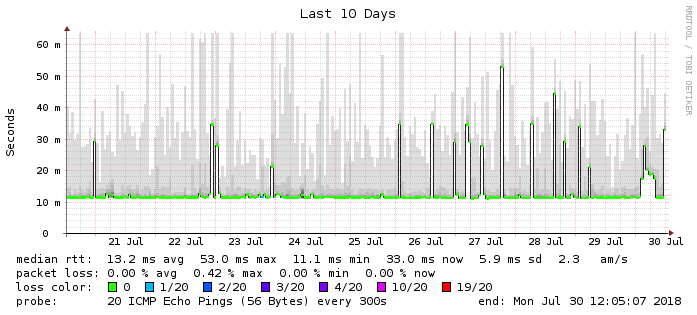 Last 10 Days
RRDTOOL / TOBI OETIKER
Seconds
60 m
50 m
40 m
30 m
20 m
10 m
0
21 Jul 22 Jul 23 Jul 24 Jul 25 Jul 26 Jul 27 Jul 28 Jul 29 Jul 30 Jul
median rtt: 13.2 ms avg 53.0 ms max 11.1 ms min 33.0 ms now 5.9 ms sd 2.3 am/s
packet loss: 0.00 % avg 0.42 % max 0.00 % min 0.00 % now
loss color: 0 1/20 2/20 3/20 4/20 10/20 19/20
probe: 20 ICMP Echo Pings (56 Bytes) every 300s end: Mon Jul 30 12:05:07 2018